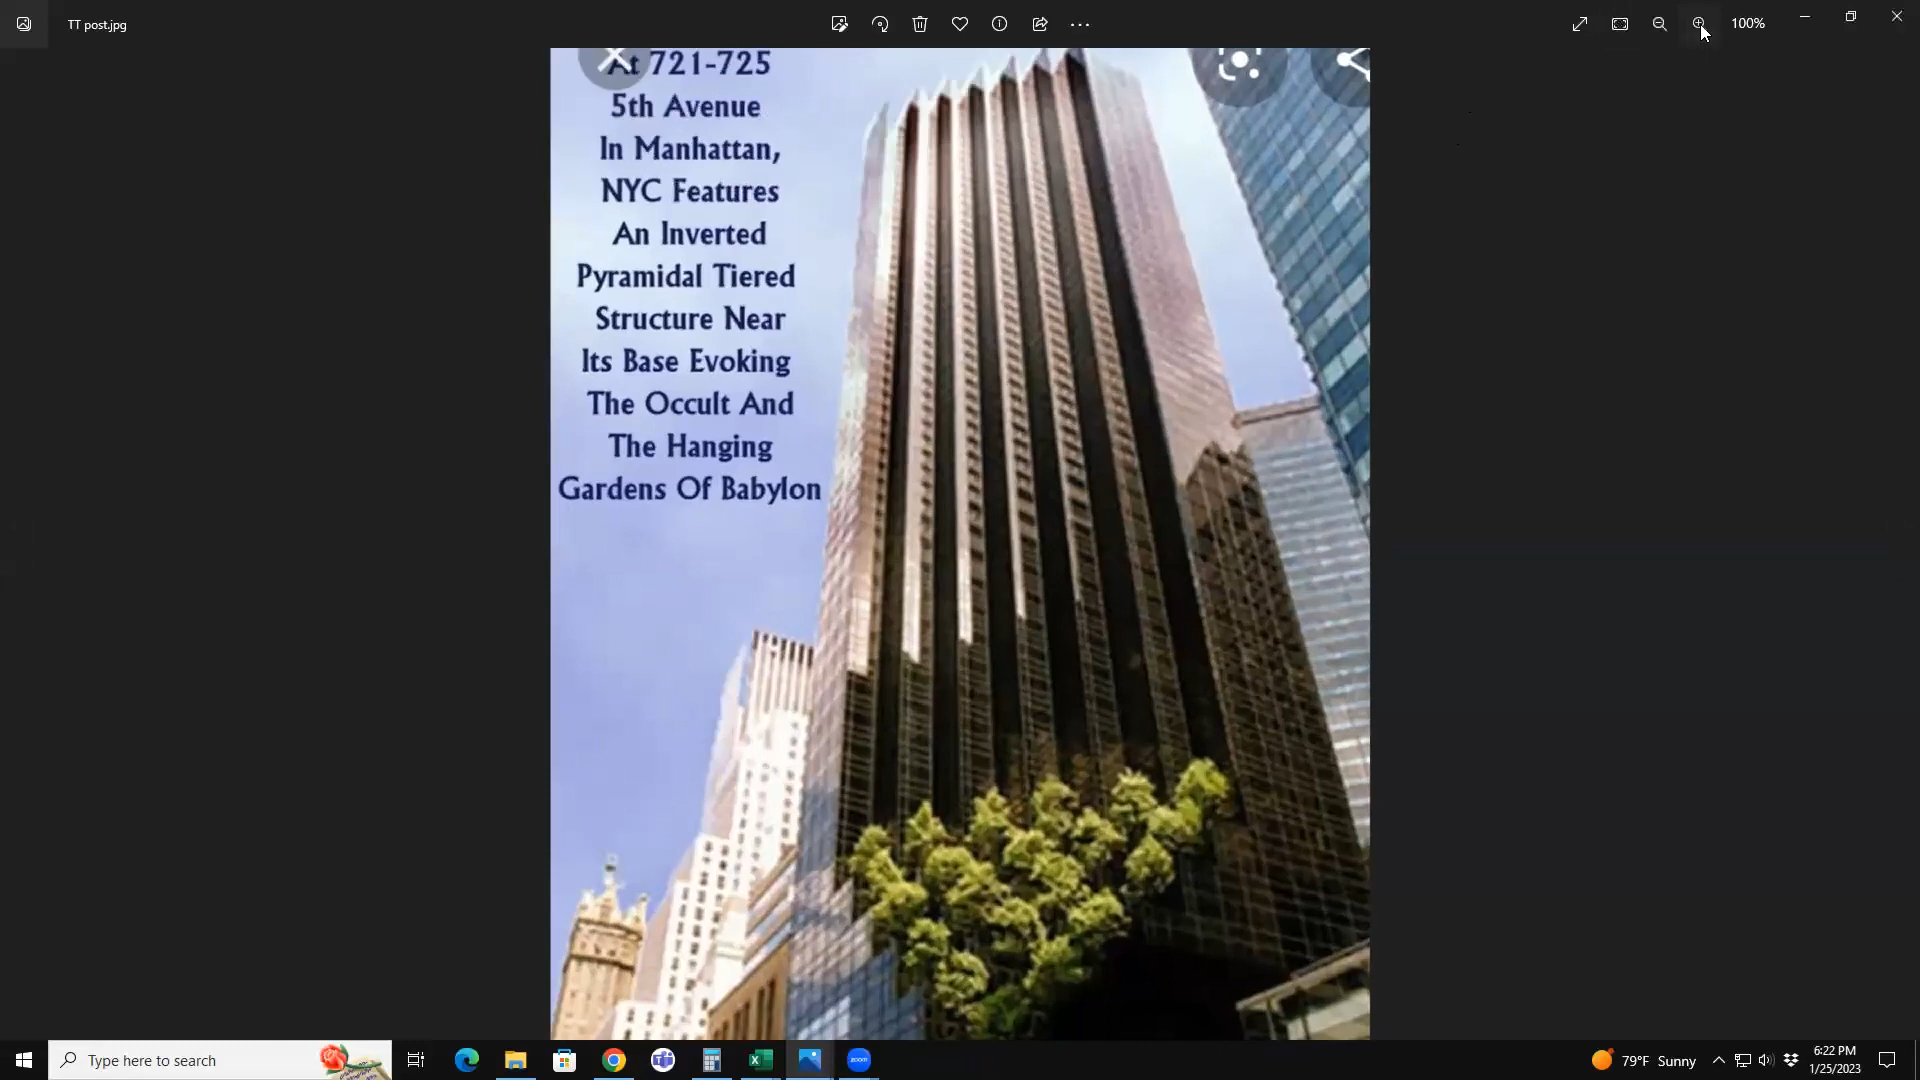 TT post.jpg
100%
At 721-725
5th Avenue
In Manhattan,
NYC Features
An Inverted
Pyramidal Tiered
Structure Near
Its Base Evoking
The Occult And
The Hanging
Gardens Of Babylon
Type here to search
zoom
79°F Sunny
6:22 PM
1/25/2023